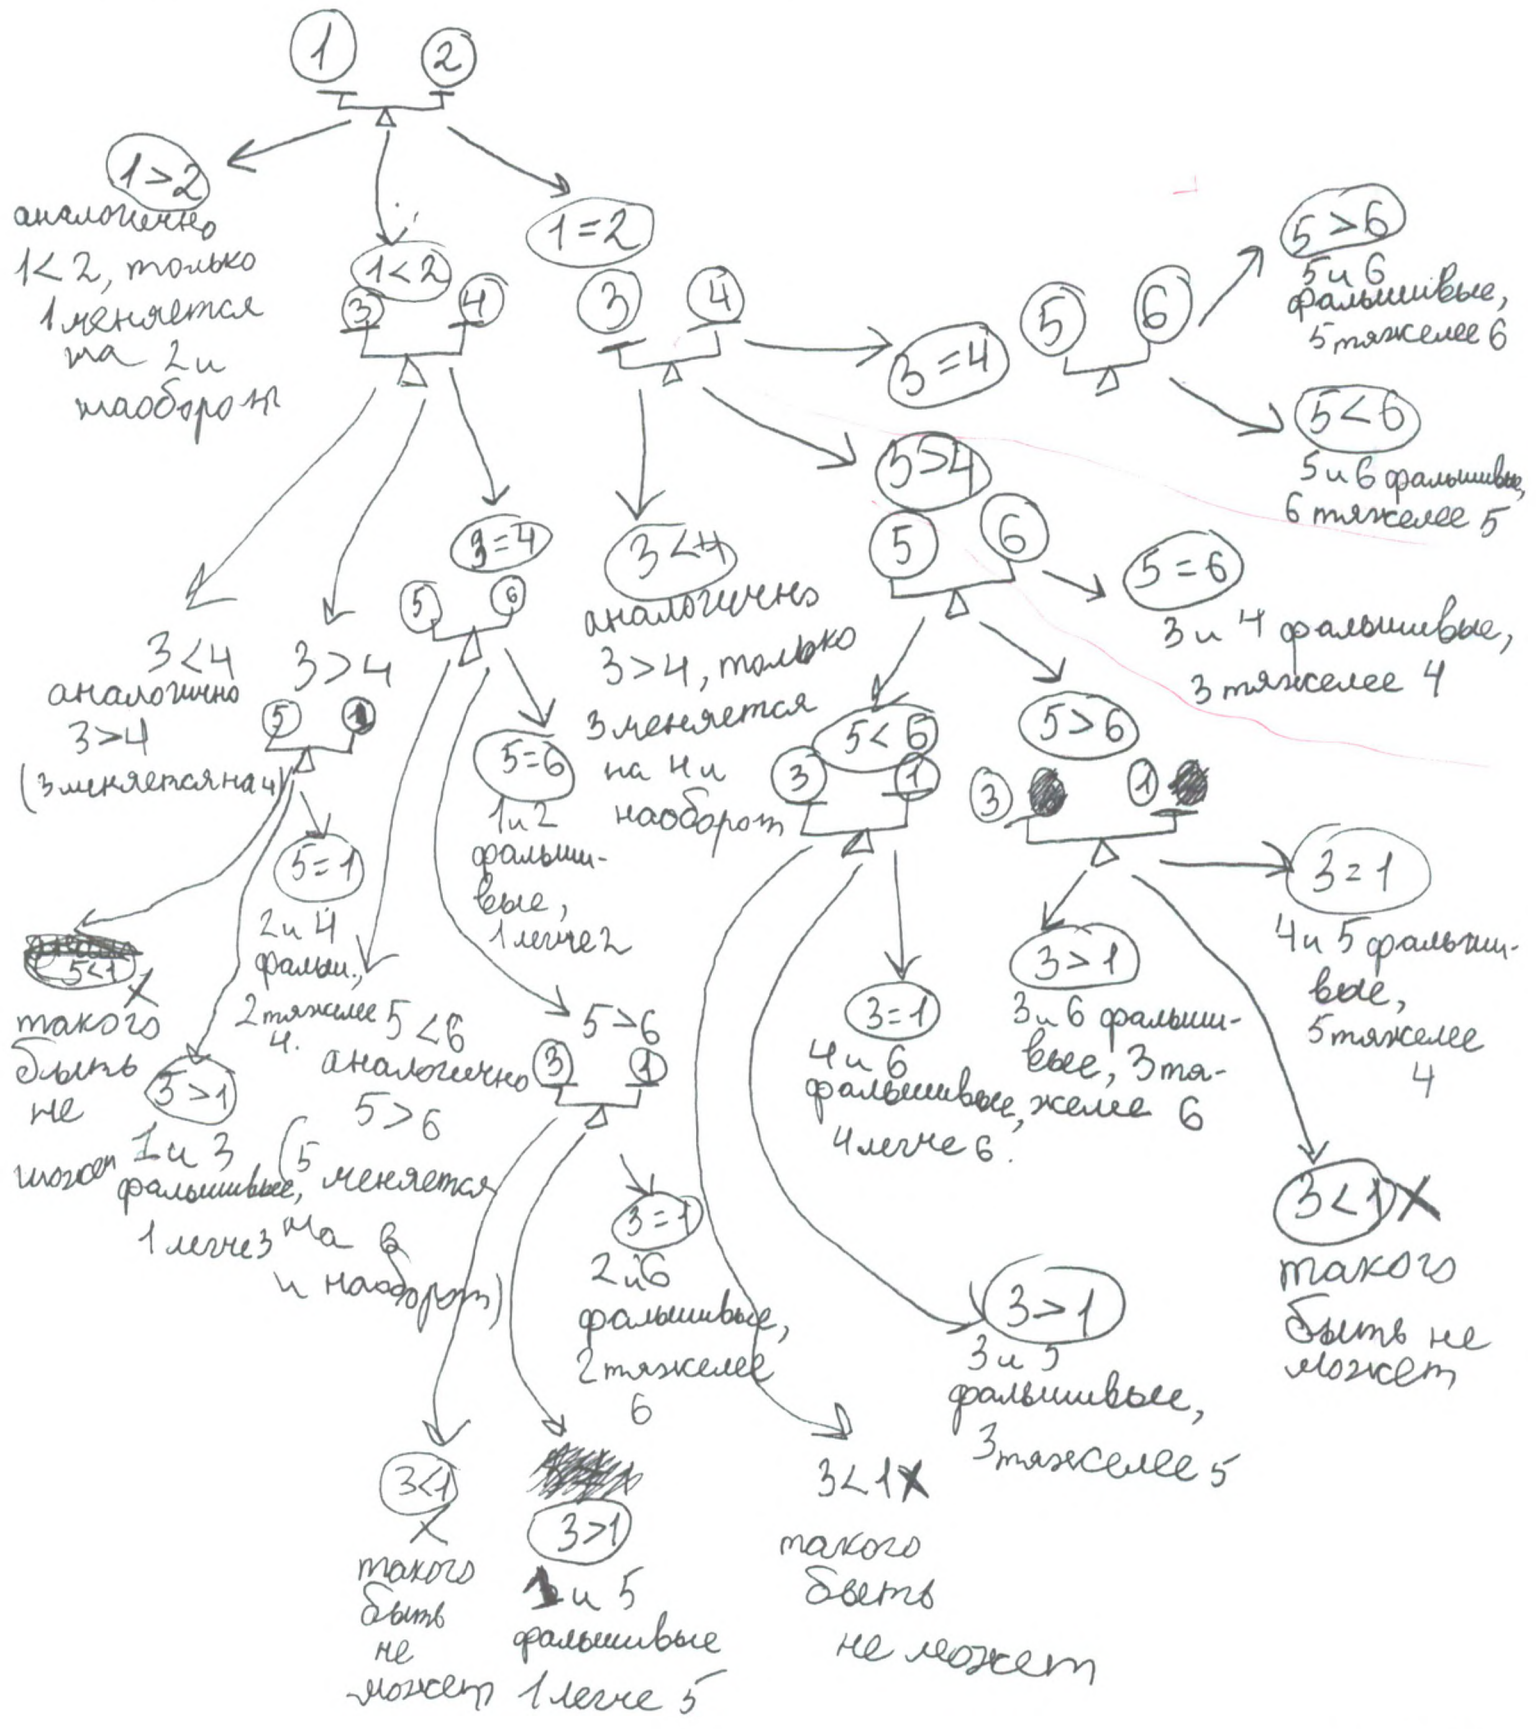 1 2
1>2
аналогично
1<2, только
1 меняется
на 2 и
наоборот
1<2
3 4
1=2
3 4
3=4
5 6
5>6
5 и 6
фальшивые,
5 тяжелее 6
5<6
5 и 6 фальшивые,
6 тяжелее 5
3<4
аналогично
3>4
(3 меняется на 4)
3>4
5 1
5<1
такого
быть
не
может
3>1
1 и 3
фальшивые,
1 легче 3
5=1
2 и 4
фальш.,
2 тяжелее
4.
3=4
5 6
5=6
1 и 2
фальши-
вые,
1 легче 2
5<6
аналогично
5>6
(5
меняется
на 6
и наоборот)
5>6
3 1
3<1
такого
быть
не
может
3>1
1 и 5
фальшивые
1 легче 5
3=1
2 и 6
фальшивые,
2 тяжелее
6
3<4
аналогично
3>4, только
3 меняется
на 4 и
наоборот
3>4
5 6
5=6
3 и 4 фальшивые,
3 тяжелее 4
5<6
3 1
3=1
4 и 6
фальшивые,
4 легче 6.
3>1
3 и 5
фальшивые,
3 тяжелее 5
3<1
такого
быть
не может
5>6
3 1
3>1
3 и 6 фальши-
вые, 3 тя-
желее 6
3=1
4 и 5 фальши-
вые,
5 тяжелее
4
3<1
такого
быть не
может